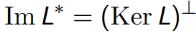 Im L* = (Ker L)⊥